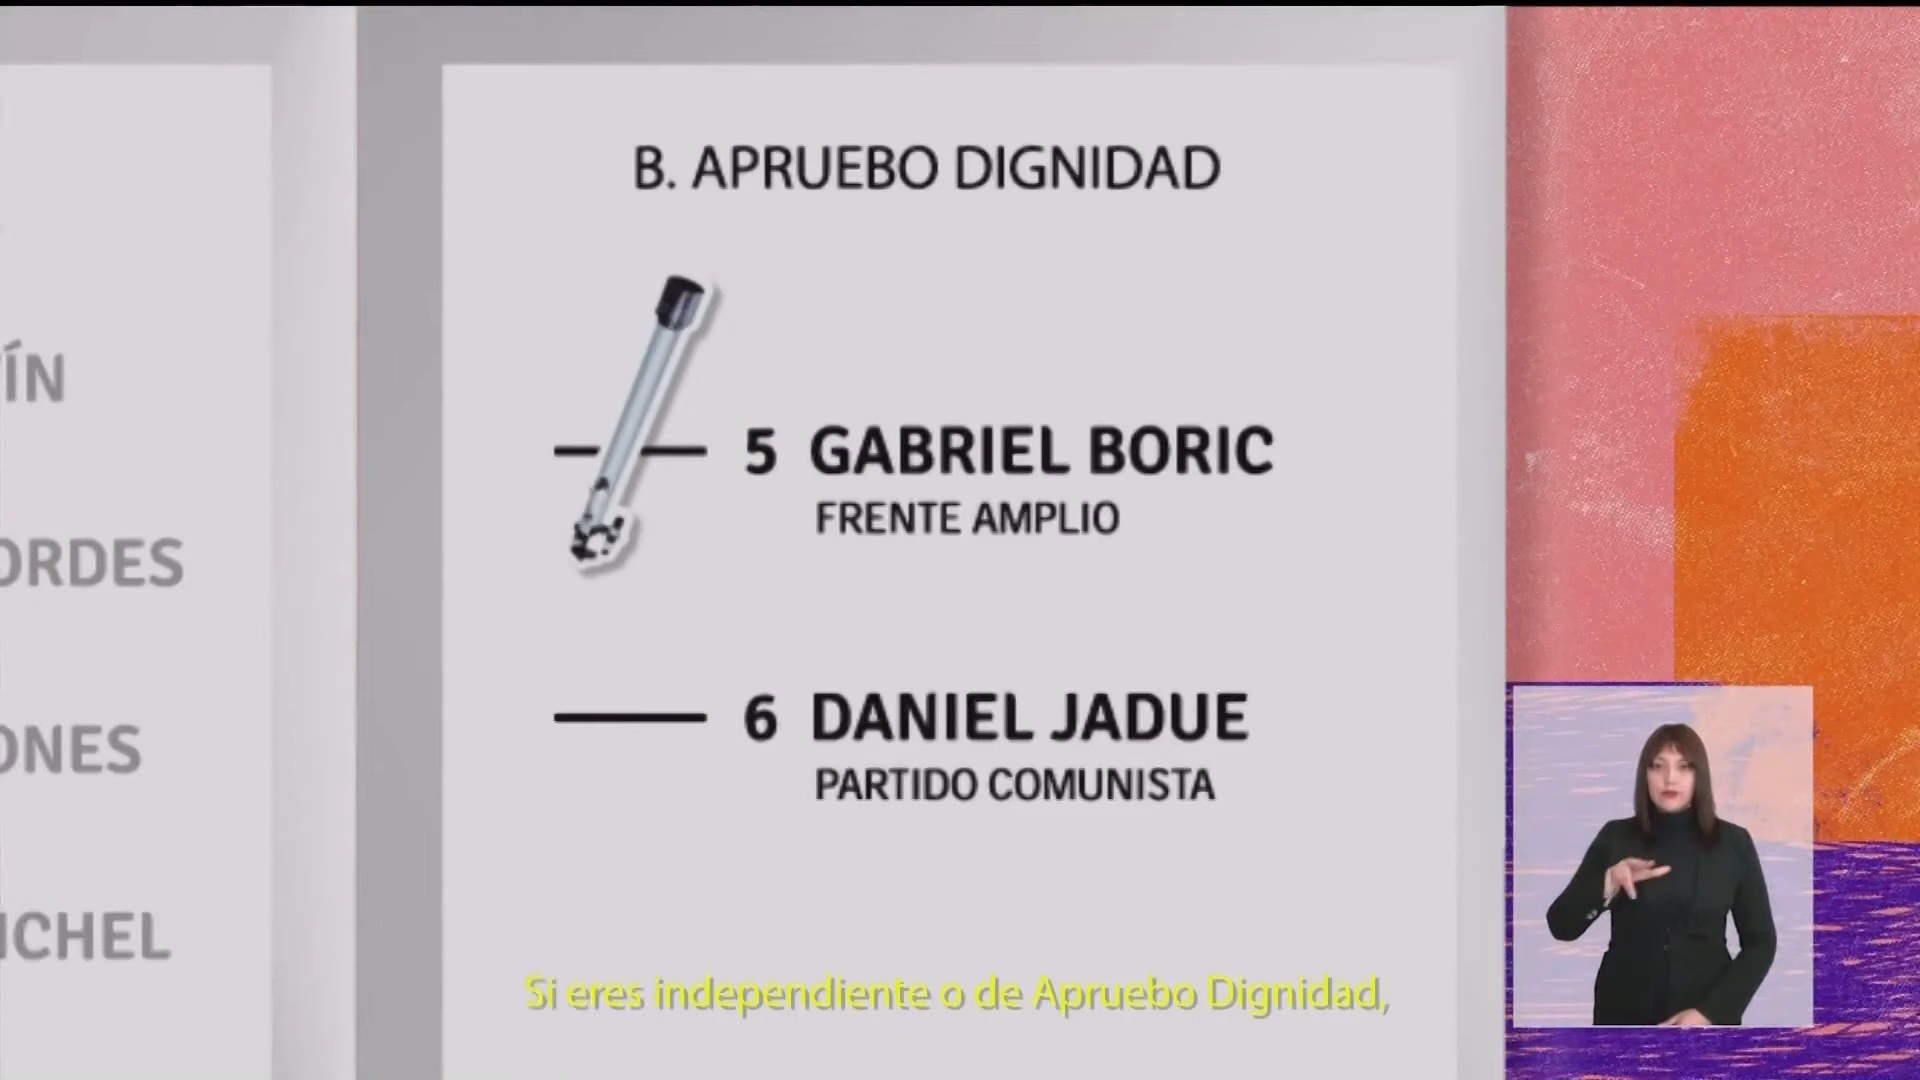 B. APRUEBO DIGNIDAD
5 GABRIEL BORIC
FRENTE AMPLIO
6 DANIEL JADUE
PARTIDO COMUNISTA
Si eres independiente o de Apruebo Dignidad,